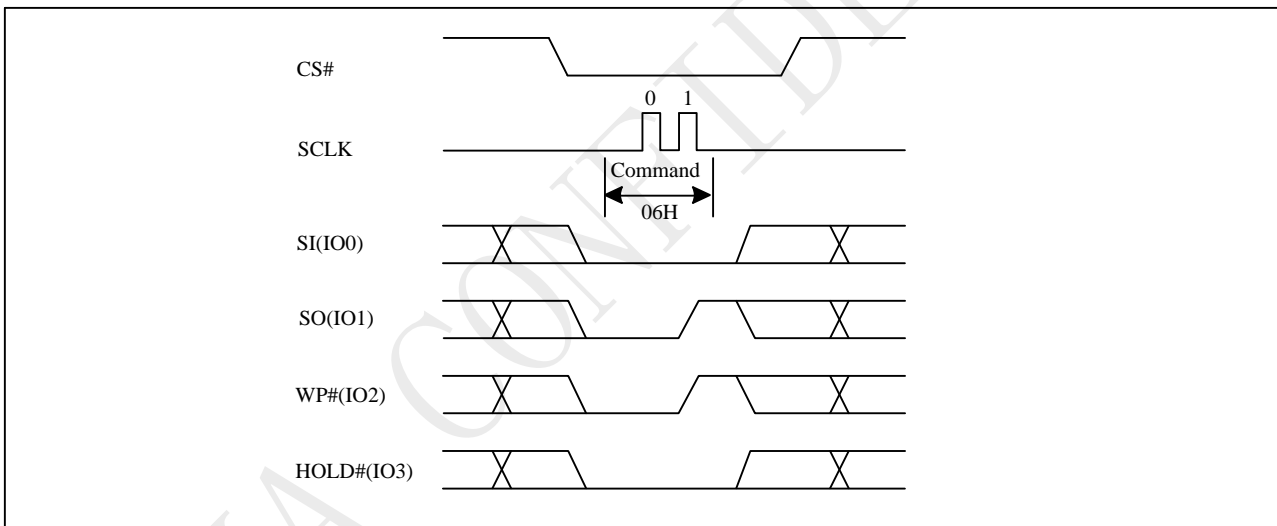 CS#
0 1
SCLK
Command
06H
SI(IO0)
SO(IO1)
WP#(IO2)
HOLD#(IO3)